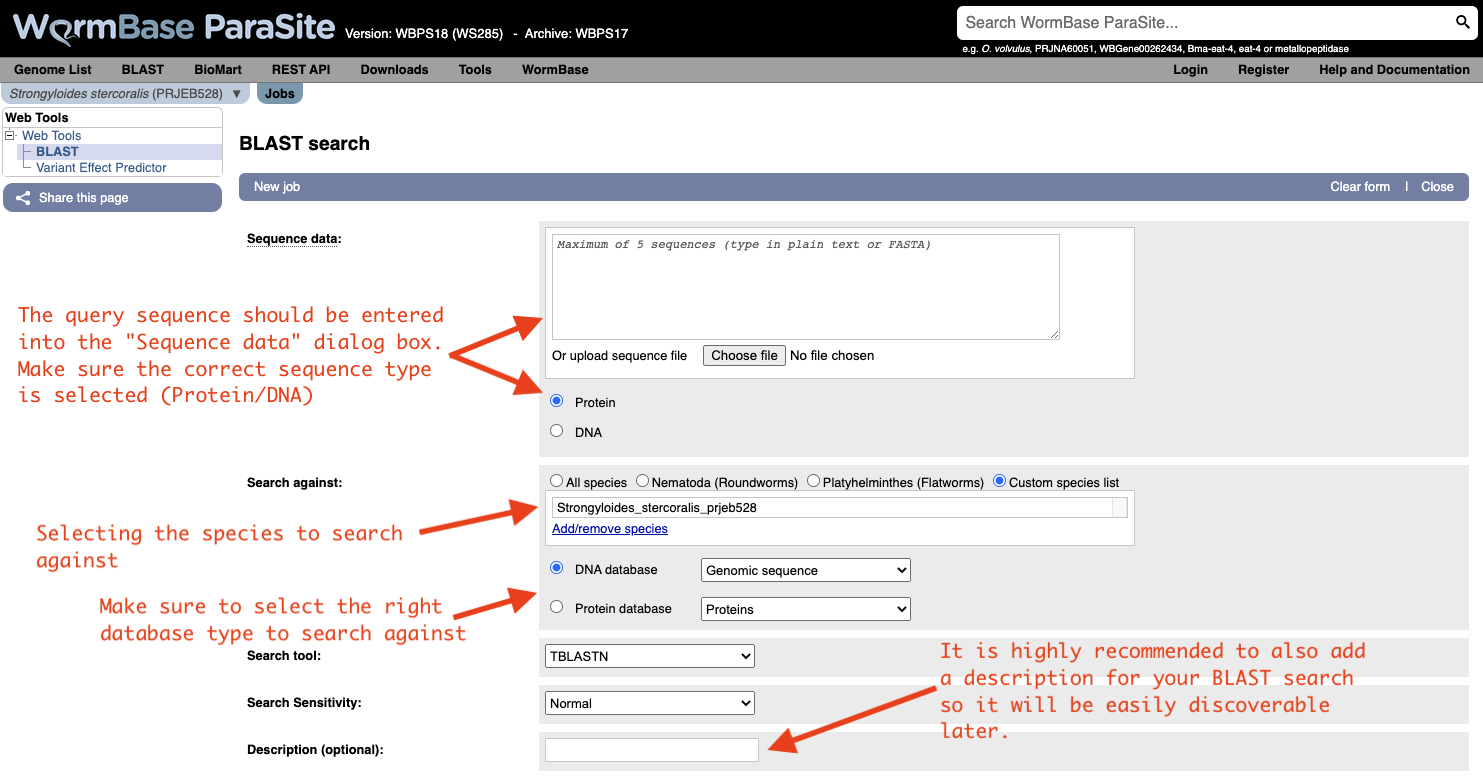 WormBase ParaSite Version: WBPS18 (WS285) - Archive: WBPS17
Search WormBase ParaSite...
e.g. O. volvulus, PRJNA60051, WBGene00262434, Bma-eat-4, eat-4 or metallopeptidase
Genome List BLAST BioMart REST API Downloads Tools WormBase Login Register Help and Documentation
Strongyloides stercoralis (PRJEB528) ▼ Jobs
Web Tools
Web Tools
BLAST
Variant Effect Predictor
Share this page
BLAST search
New job Clear form | Close
Sequence data:
Maximum of 5 sequences (type in plain text or FASTA)
The query sequence should be entered
into the "Sequence data" dialog box.
Make sure the correct sequence type
is selected (Protein/DNA)
Or upload sequence file Choose file No file chosen
Protein
DNA
Search against:
All species Nematoda (Roundworms) Platyhelminthes (Flatworms) Custom species list
Strongyloides_stercoralis_prjeb528
Add/remove species
Selecting the species to search
against
DNA database Genomic sequence
Protein database Proteins
Make sure to select the right
database type to search against
Search tool:
TBLASTN
Search Sensitivity:
Normal
It is highly recommended to also add
a description for your BLAST search
so it will be easily discoverable
later.
Description (optional):